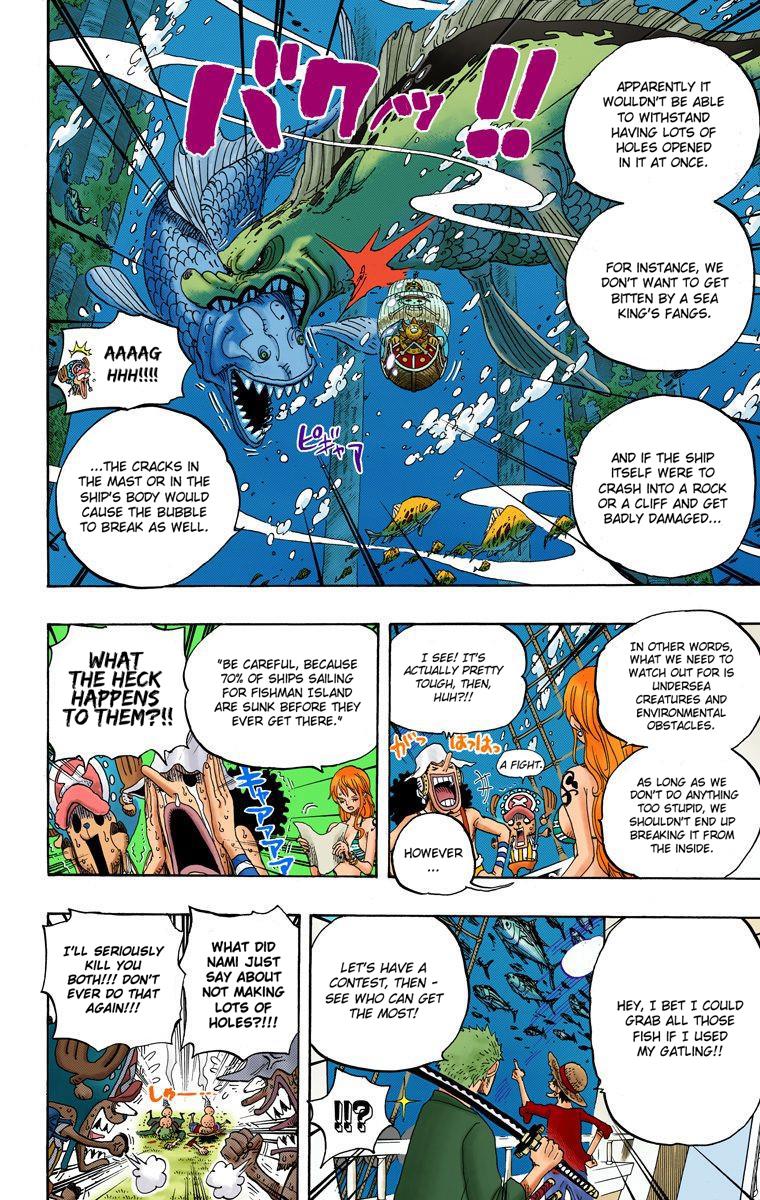 バクッ!!
APPARENTLY IT
WOULDN'T BE ABLE
TO WITHSTAND
HAVING LOTS OF
HOLES OPENED
IN IT AT ONCE.
FOR INSTANCE, WE
DON'T WANT TO GET
BITTEN BY A SEA
KING'S FANGS.
AAAAG
HHH!!!!
ピギャア
AND IF THE SHIP
ITSELF WERE TO
CRASH INTO A ROCK
OR A CLIFF AND GET
BADLY DAMAGED...
...THE CRACKS IN
THE MAST OR IN THE
SHIP'S BODY WOULD
CAUSE THE BUBBLE
TO BREAK AS WELL.
IN OTHER WORDS,
WHAT WE NEED TO
WATCH OUT FOR IS
UNDERSEA
CREATURES AND
ENVIRONMENTAL
OBSTACLES.
AS LONG AS WE
DON'T DO ANYTHING
TOO STUPID, WE
SHOULDN'T END UP
BREAKING IT FROM
THE INSIDE.
I SEE! IT'S
ACTUALLY PRETTY
TOUGH, THEN,
HUH?!!
がっ
はっはっ
A FIGHT.
HOWEVER
...
"BE CAREFUL, BECAUSE
70% OF SHIPS SAILING
FOR FISHMAN ISLAND
ARE SUNK BEFORE THEY
EVER GET THERE."
WHAT
THE HECK
HAPPENS
TO THEM?!!
キャアアアア
HEY, I BET I COULD
GRAB ALL THOSE
FISH IF I USED
MY GATLING!!
LET'S HAVE A
CONTEST, THEN -
SEE WHO CAN GET
THE MOST!
!!?
WHAT DID
NAMI JUST
SAY ABOUT
NOT MAKING
LOTS OF
HOLES?!!!
I'LL SERIOUSLY
KILL YOU
BOTH!!! DON'T
EVER DO THAT
AGAIN!!!
しゅー